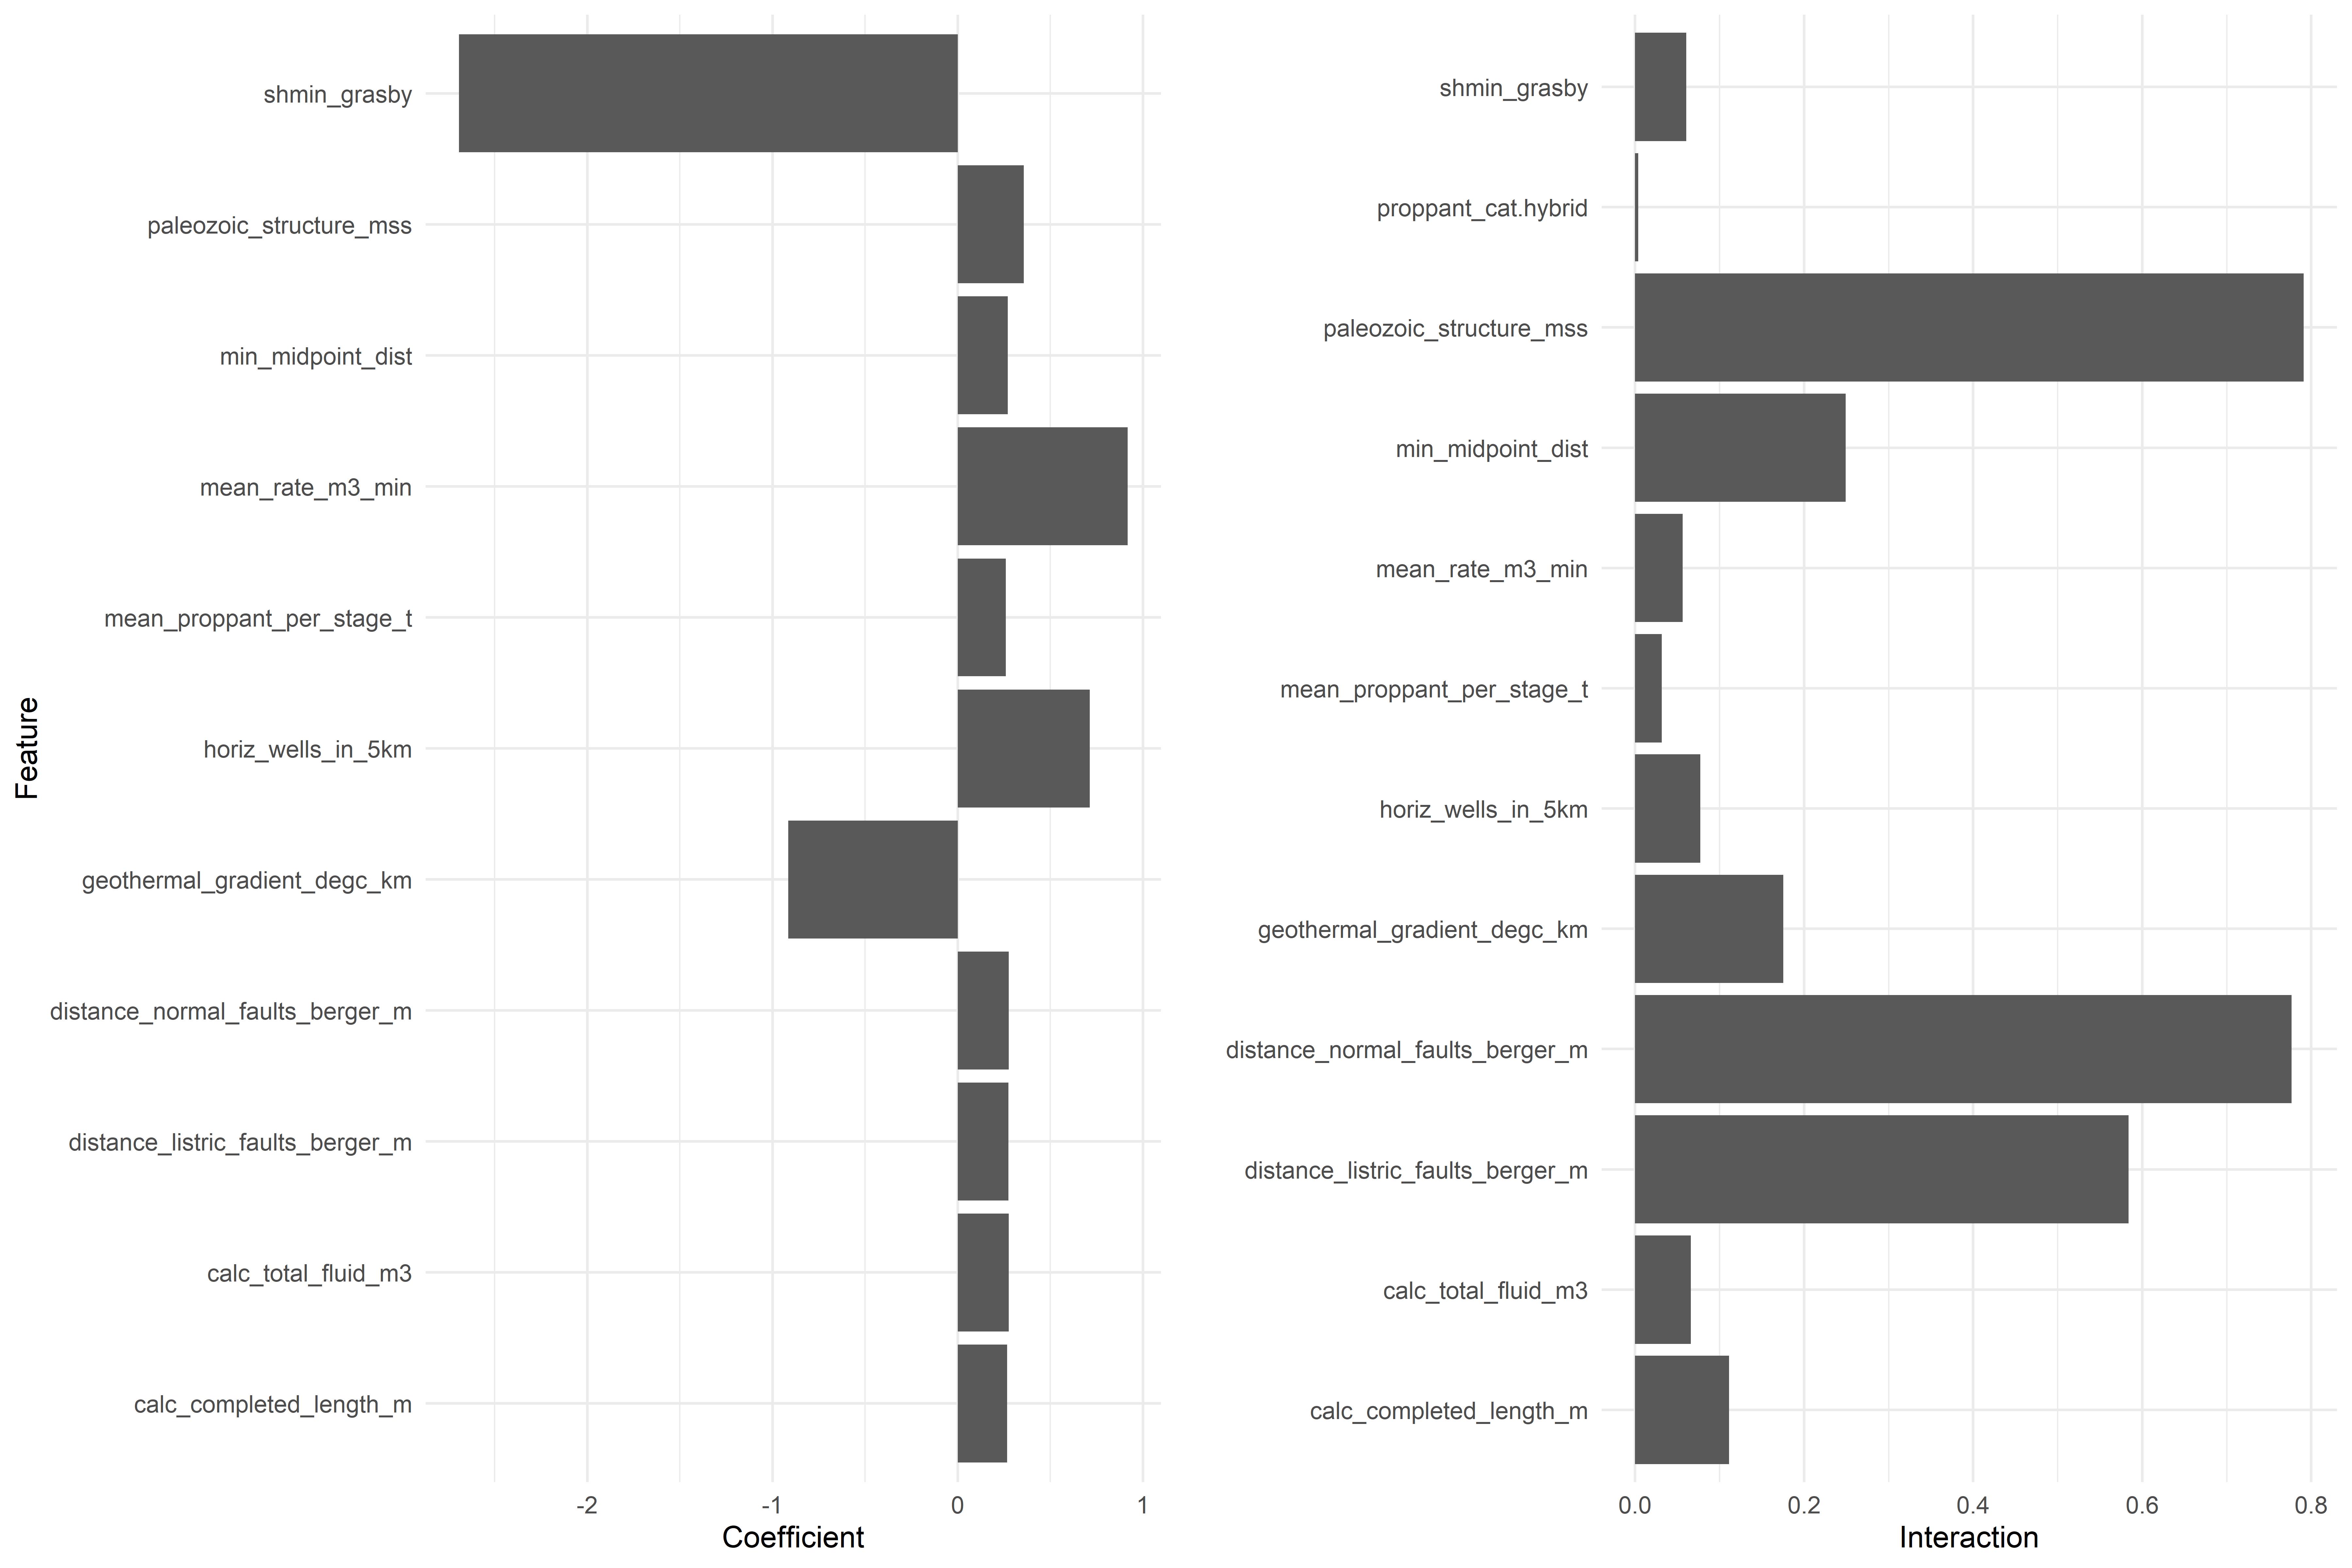 Feature
shmin_grasby
paleozoic_structure_mss
min_midpoint_dist
mean_rate_m3_min
mean_proppant_per_stage_t
horiz_wells_in_5km
geothermal_gradient_degc_km
distance_normal_faults_berger_m
distance_listric_faults_berger_m
calc_total_fluid_m3
calc_completed_length_m
-2 -1 0 1
Coefficient
shmin_grasby
proppant_cat.hybrid
paleozoic_structure_mss
min_midpoint_dist
mean_rate_m3_min
mean_proppant_per_stage_t
horiz_wells_in_5km
geothermal_gradient_degc_km
distance_normal_faults_berger_m
distance_listric_faults_berger_m
calc_total_fluid_m3
calc_completed_length_m
0.0 0.2 0.4 0.6 0.8
Interaction